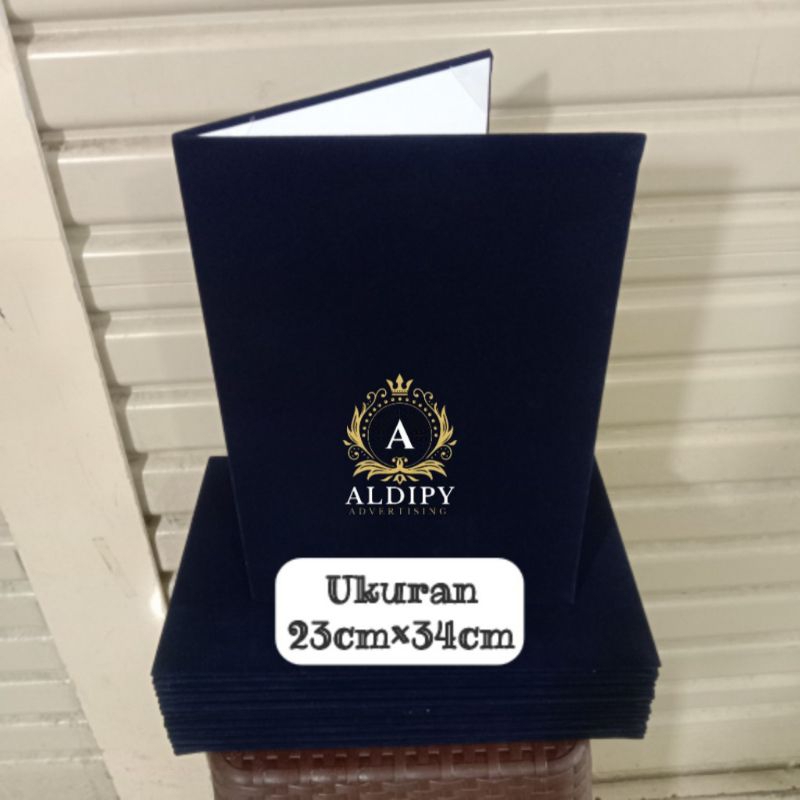 A
ALDIPY
ADVERTISING
Ukuran
23cm×34cm